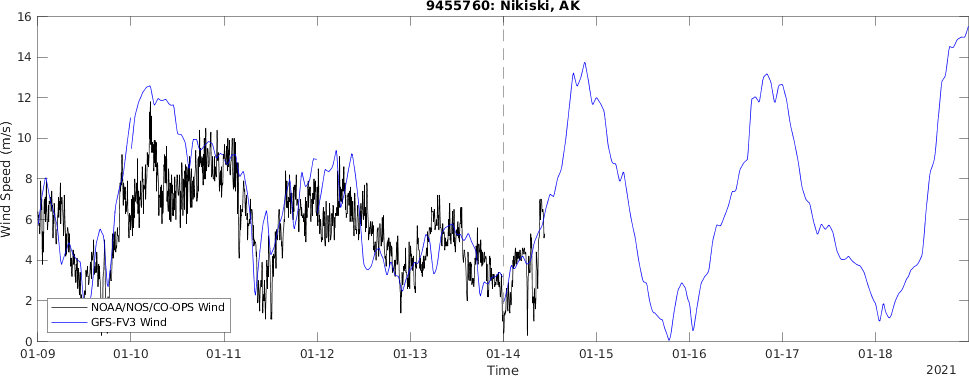 9455760: Nikiski, AK
16
14
12
10
8
6
4
2
0
Wind Speed (m/s)
NOAA/NOS/CO-OPS Wind
GFS-FV3 Wind
01-09 01-10 01-11 01-12 01-13 01-14 01-15 01-16 01-17 01-18
Time
2021